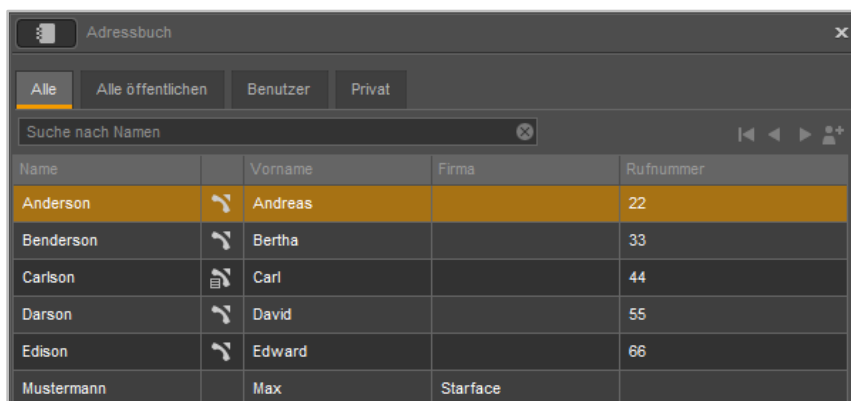 Adressbuch
Alle Alle öffentlichen Benutzer Privat
Suche nach Namen
Name Vorname Firma Rufnummer
Anderson Andreas 22
Benderson Bertha 33
Carlson Carl 44
Darson David 55
Edison Edward 66
Mustermann Max Starface